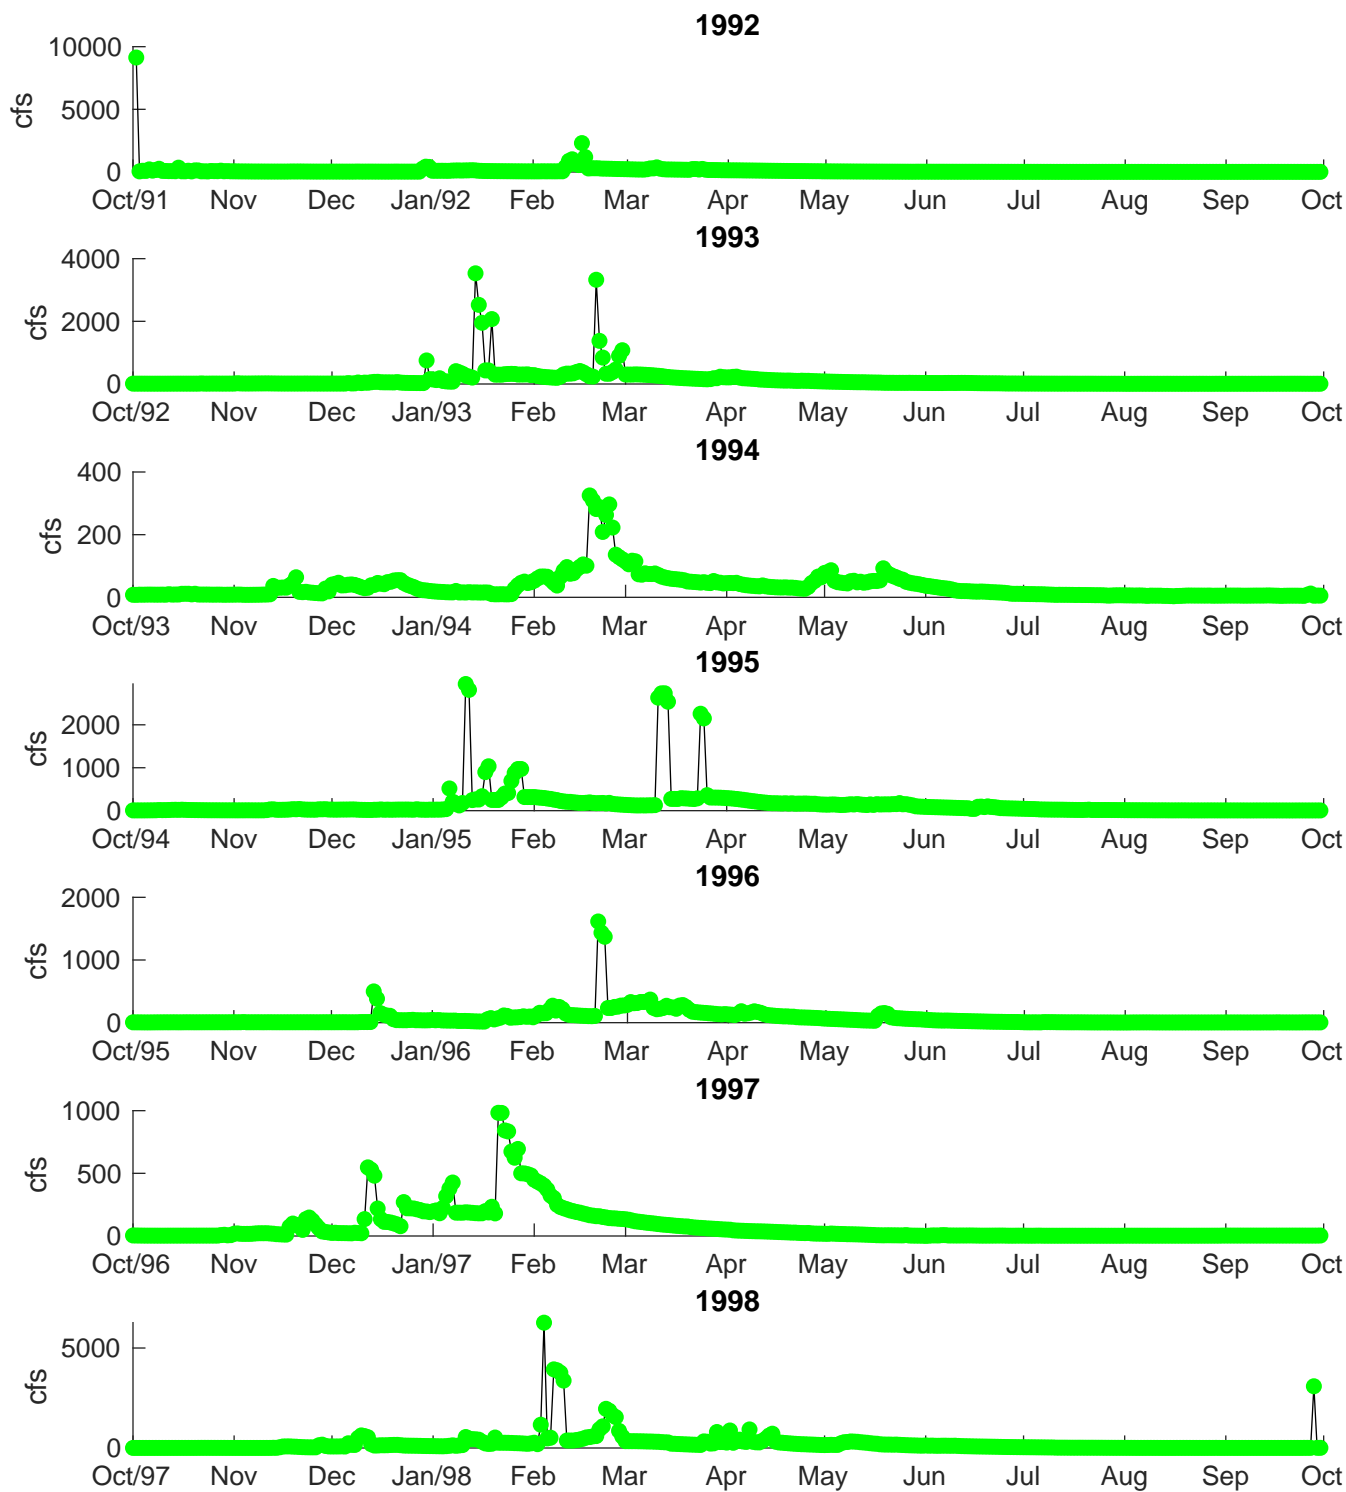 1992
10000
5000
0
cfs
Oct/91 Nov Dec Jan/92 Feb Mar Apr May Jun Jul Aug Sep Oct
1993
4000
2000
0
cfs
Oct/92 Nov Dec Jan/93 Feb Mar Apr May Jun Jul Aug Sep Oct
1994
400
200
0
cfs
Oct/93 Nov Dec Jan/94 Feb Mar Apr May Jun Jul Aug Sep Oct
1995
2000
1000
0
cfs
Oct/94 Nov Dec Jan/95 Feb Mar Apr May Jun Jul Aug Sep Oct
1996
2000
1000
0
cfs
Oct/95 Nov Dec Jan/96 Feb Mar Apr May Jun Jul Aug Sep Oct
1997
1000
500
0
cfs
Oct/96 Nov Dec Jan/97 Feb Mar Apr May Jun Jul Aug Sep Oct
1998
5000
0
cfs
Oct/97 Nov Dec Jan/98 Feb Mar Apr May Jun Jul Aug Sep Oct